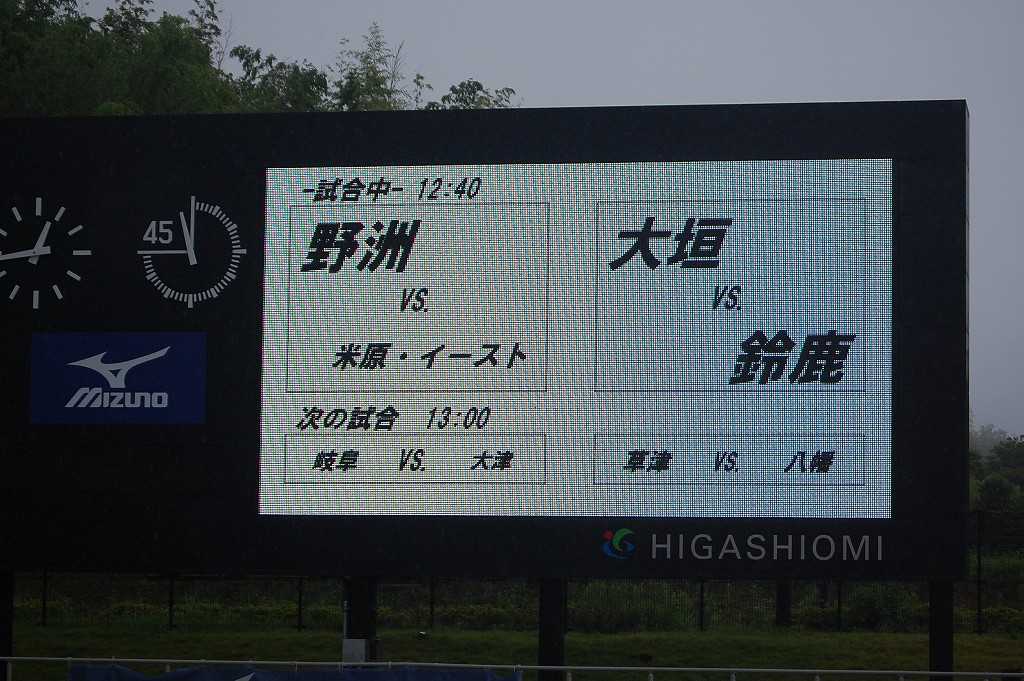 -試合中- 12:40
野洲
VS.
米原・イースト
大垣
VS.
鈴鹿
次の試合 13:00
岐阜 VS. 大津
草津 VS. 八幡
45
MIZUNO
HIGASHIOMI